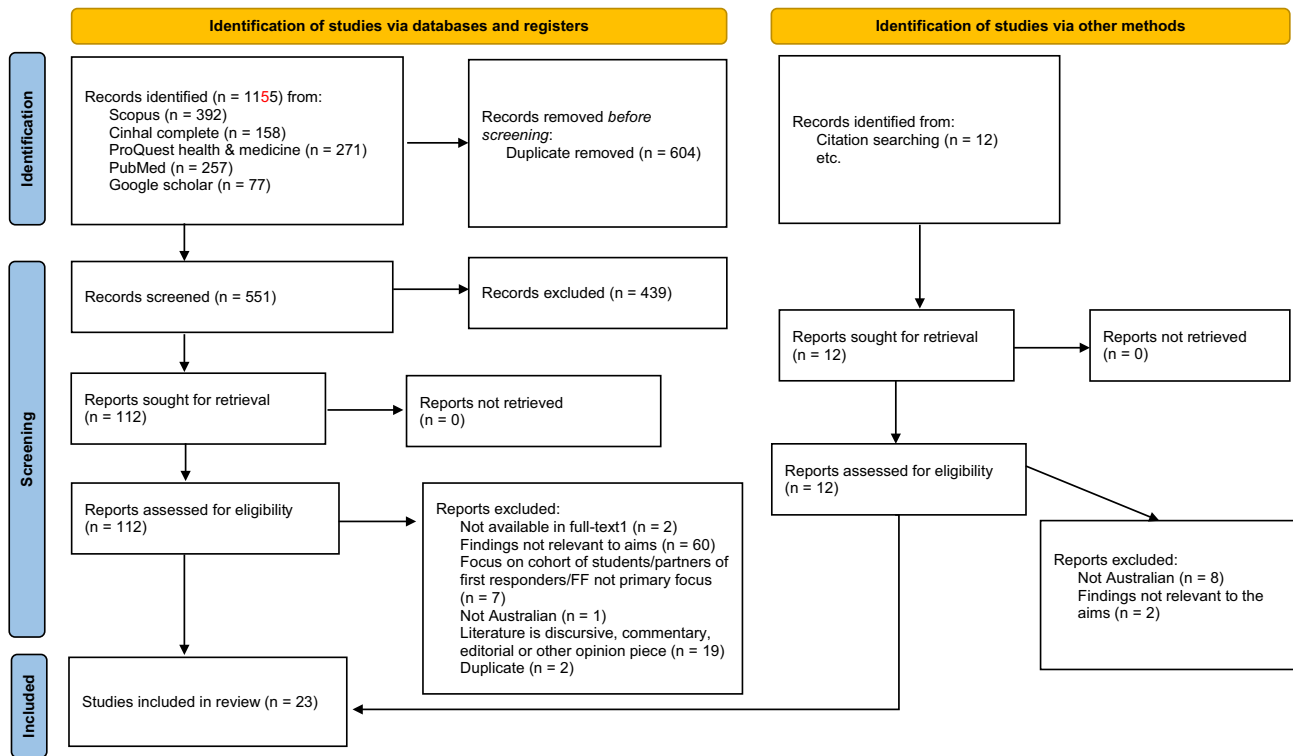 Identification of studies via databases and registers
Identification of studies via other methods
Identification
Records identified (n = 1155) from:
Scopus (n = 392)
Cinhal complete (n = 158)
ProQuest health & medicine (n = 271)
PubMed (n = 257)
Google scholar (n = 77)
Records removed before
screening:
Duplicate removed (n = 604)
Records identified from:
Citation searching (n = 12)
etc.
Screening
Records screened (n = 551)
Records excluded (n = 439)
Reports sought for retrieval
(n = 112)
Reports not retrieved
(n = 0)
Reports sought for retrieval
(n = 12)
Reports not retrieved
(n = 0)
Reports assessed for eligibility
(n = 112)
Reports excluded:
Not available in full-text1 (n = 2)
Findings not relevant to aims (n = 60)
Focus on cohort of students/partners of
first responders/FF not primary focus
(n = 7)
Not Australian (n = 1)
Literature is discursive, commentary,
editorial or other opinion piece (n = 19)
Duplicate (n = 2)
Reports assessed for eligibility
(n = 12)
Reports excluded:
Not Australian (n = 8)
Findings not relevant to the
aims (n = 2)
Included
Studies included in review (n = 23)